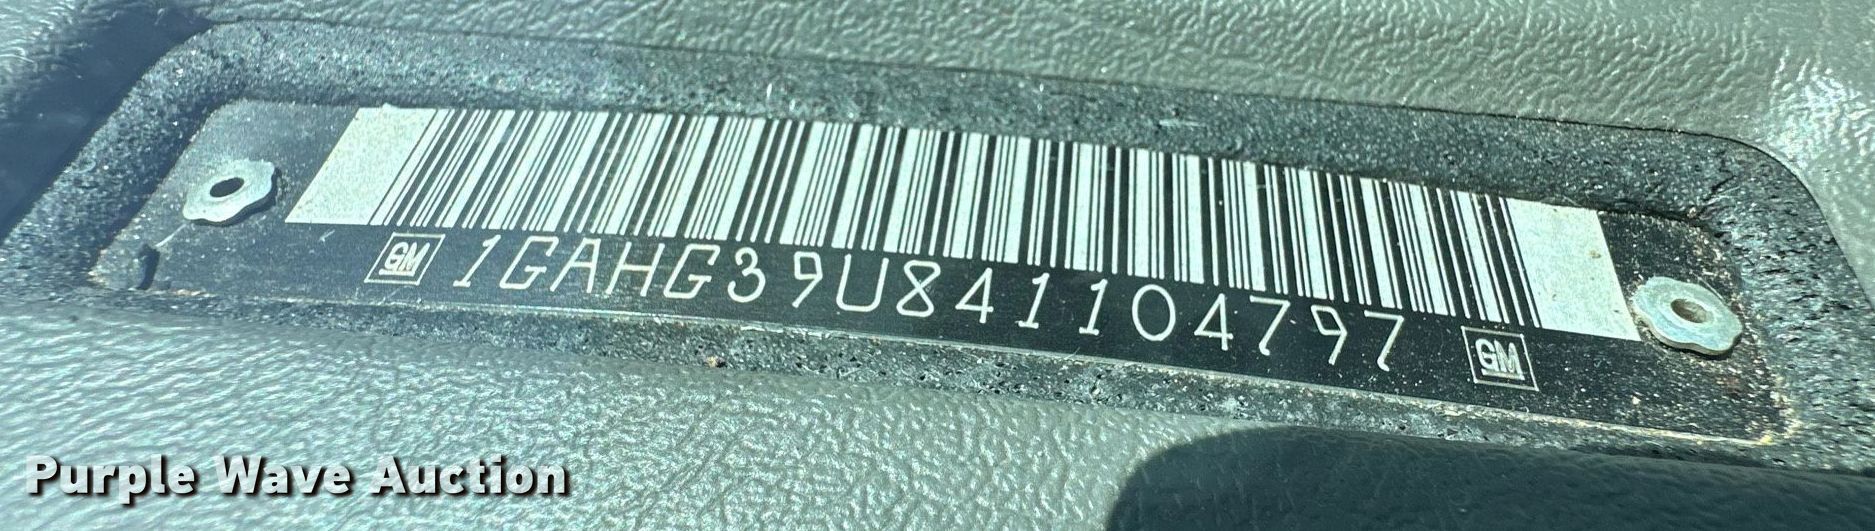 GM 1GAHG39U841104797 GM
Purple Wave Auction